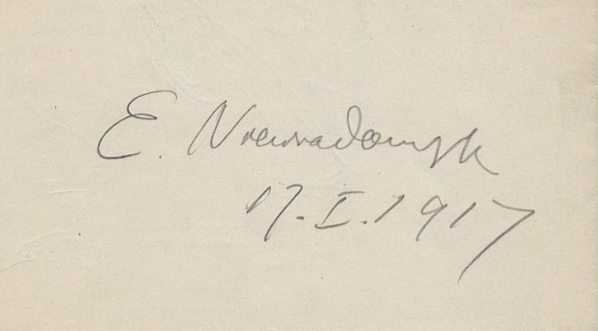 E. Niewiadomski
17. I. 1917